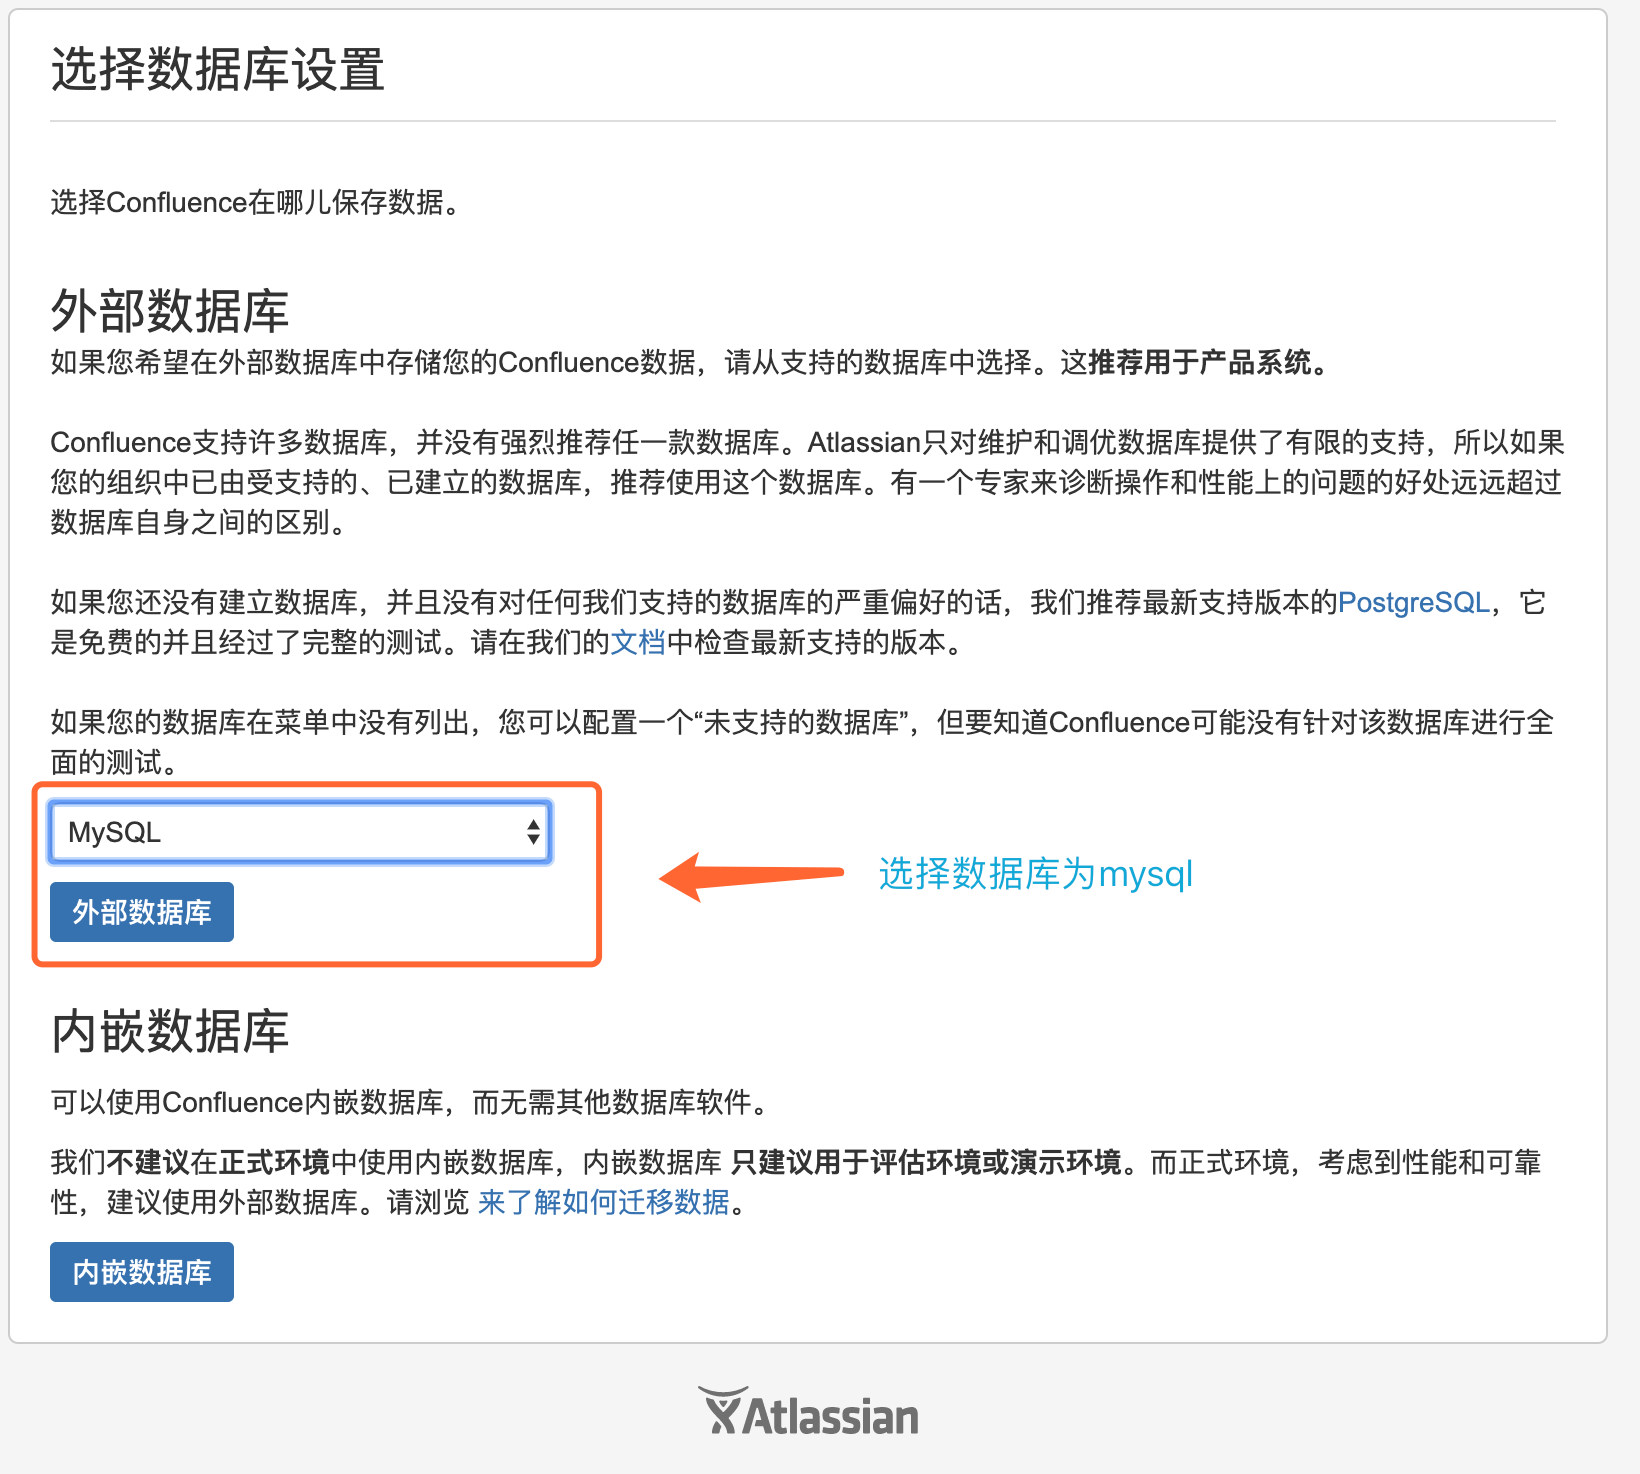 选择数据库设置
选择Confluence在哪儿保存数据。
外部数据库
如果您希望在外部数据库中存储您的Confluence数据，请从支持的数据库中选择。这推荐用于产品系统。
Confluence支持许多数据库，并没有强烈推荐任一款数据库。Atlassian只对维护和调优数据库提供了有限的支持，所以如果
您的组织中已由受支持的、已建立的数据库，推荐使用这个数据库。有一个专家来诊断操作和性能上的问题的好处远远超过
数据库自身之间的区别。
如果您还没有建立数据库，并且没有对任何我们支持的数据库的严重偏好的话，我们推荐最新支持版本的PostgreSQL，它
是免费的并且经过了完整的测试。请在我们的文档中检查最新支持的版本。
如果您的数据库在菜单中没有列出，您可以配置一个“未支持的数据库”，但要知道Confluence可能没有针对该数据库进行全
面的测试。
MySQL
选择数据库为mysql
外部数据库
内嵌数据库
可以使用Confluence内嵌数据库，而无需其他数据库软件。
我们不建议在正式环境中使用内嵌数据库，内嵌数据库 只建议用于评估环境或演示环境。而正式环境，考虑到性能和可靠
性，建议使用外部数据库。请浏览 来了解如何迁移数据。
内嵌数据库
Atlassian